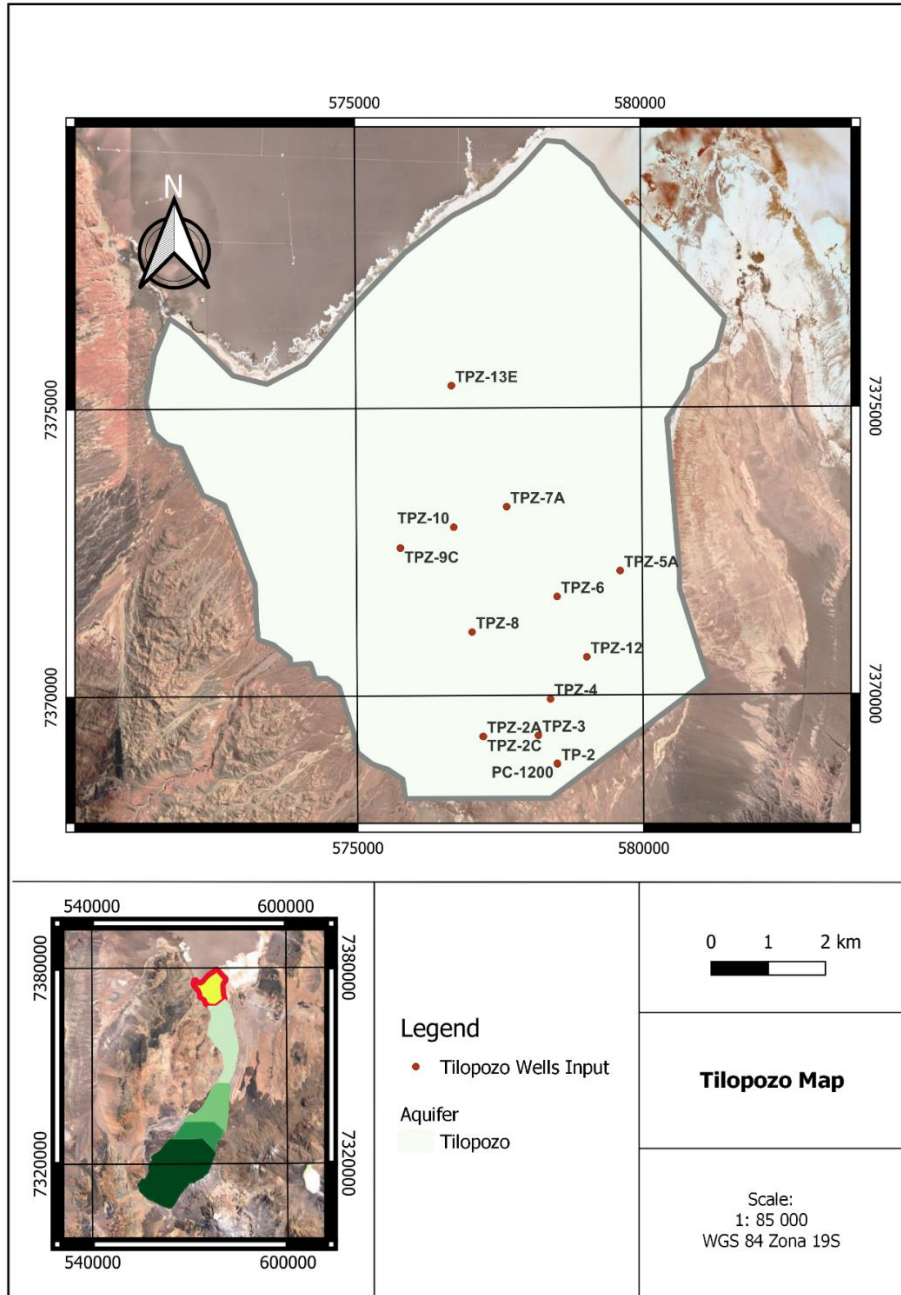 575000
580000
N
7375000
7375000
TPZ-13E
TPZ-7A
TPZ-10
TPZ-9C
TPZ-5A
TPZ-6
TPZ-8
TPZ-12
7370000
7370000
TPZ-4
TPZ-2A
TPZ-3
TPZ-2C
TP-2
PC-1200
575000
580000
540000
600000
7380000
7380000
7320000
7320000
540000
600000
Legend
Tilopozo Wells Input
Aquifer
Tilopozo
0 1 2 km
Tilopozo Map
Scale:
1: 85 000
WGS 84 Zona 19S